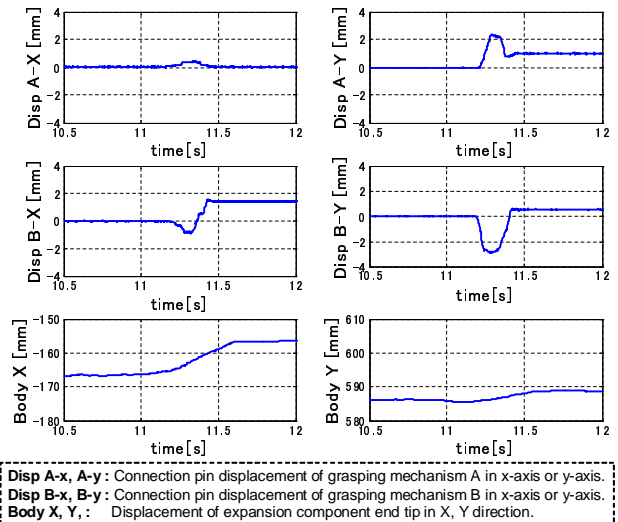 Disp A-X [mm]
4
2
0
-2
-4
10.5 11 11.5 12
time[s]
Disp A-Y [mm]
4
2
0
-2
-4
10.5 11 11.5 12
time[s]
Disp B-X [mm]
4
2
0
-2
-4
10.5 11 11.5 12
time[s]
Disp B-Y [mm]
4
2
0
-2
-4
10.5 11 11.5 12
time[s]
Body X [mm]
-150
-160
-170
-180
10.5 11 11.5 12
time[s]
Body Y [mm]
610
600
590
580
10.5 11 11.5 12
time[s]
Disp A-x, A-y : Connection pin displacement of grasping mechanism A in x-axis or y-axis.
Disp B-x, B-y : Connection pin displacement of grasping mechanism B in x-axis or y-axis.
Body X, Y, : Displacement of expansion component end tip in X, Y direction.